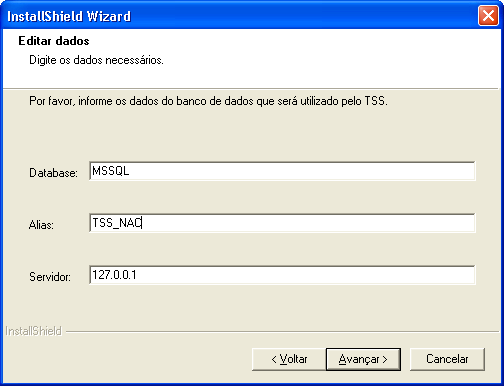 InstallShield Wizard
Editar dados
Digite os dados necessários.
Por favor, informe os dados do banco de dados que será utilizado pelo TSS.
Database: MSSQL
Alias: TSS_NAC
Servidor: 127.0.0.1
InstallShield
< Voltar Avançar > Cancelar